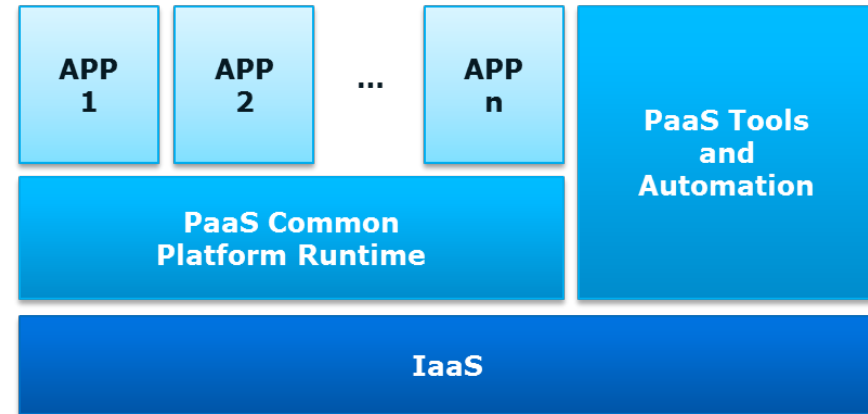 APP
1
APP
2
...
APP
n
PaaS Tools
and
Automation
PaaS Common
Platform Runtime
IaaS